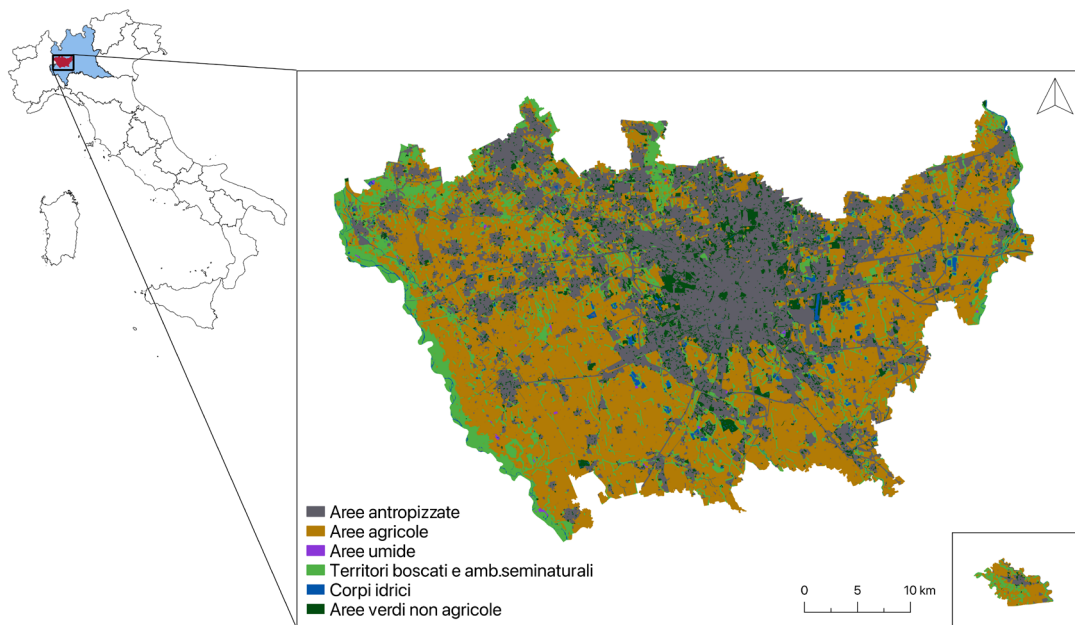 Aree antropizzate
Aree agricole
Aree umide
Territori boscati e amb.seminaturali
Corpi idrici
Aree verdi non agricole
0 5 10 km